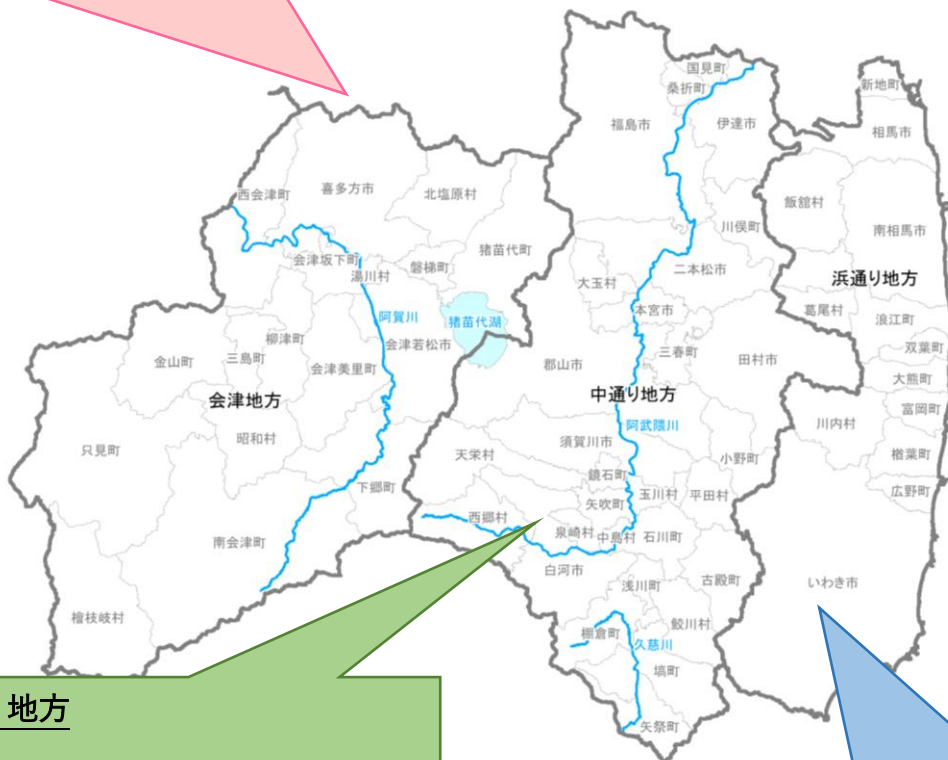 国見町
桑折町
新地町
福島市
伊達市
相馬市
西会津町
喜多方市
北塩原村
飯舘村
川俣町
南相馬市
猪苗代町
会津坂下町
磐梯町
湯川村
二本松市
大玉村
浜通り地方
本宮市
葛尾村
浪江町
阿賀川
猪苗代湖
会津若松市
柳津町
双葉町
三春町
金山町
三島町
会津美里町
郡山市
田村市
大熊町
会津地方
中通り地方
富岡町
川内村
阿武隈川
昭和村
須賀川市
只見町
天栄村
小野町
楢葉町
鏡石町
下郷町
玉川村
平田村
広野町
矢吹町
西郷村
泉崎村
中島村
石川町
南会津町
白河市
浅川町
古殿町
いわき市
檜枝岐村
鮫川村
棚倉町
久慈川
塙町
地方
矢祭町